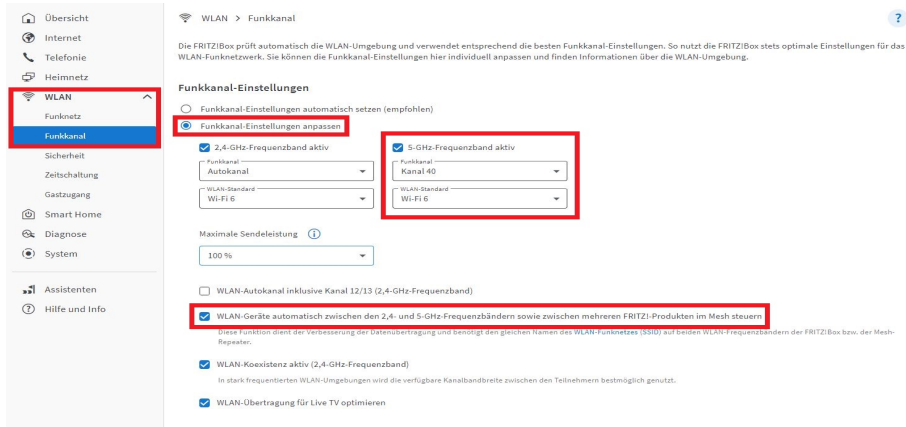 Übersicht
Internet
Telefonie
Heimnetz
WLAN
Funknetz
Funkkanal
Sicherheit
Zeitschaltung
Gastzugang
Smart Home
Diagnose
System
Assistenten
Hilfe und Info
WLAN > Funkkanal
?
Die FRITZ!Box prüft automatisch die WLAN-Umgebung und verwendet entsprechend die besten Funkkanal-Einstellungen. So nutzt die FRITZ!Box stets optimale Einstellungen für das
WLAN-Funknetzwerk. Sie können die Funkkanal-Einstellungen hier individuell anpassen und finden Informationen über die WLAN-Umgebung.
Funkkanal-Einstellungen
Funkkanal-Einstellungen automatisch setzen (empfohlen)
Funkkanal-Einstellungen anpassen
2,4-GHz-Frequenzband aktiv
Funkkanal
Autokanal
WLAN-Standard
Wi-Fi 6
5-GHz-Frequenzband aktiv
Funkkanal
Kanal 40
WLAN-Standard
Wi-Fi 6
Maximale Sendeleistung
100 %
WLAN-Autokanal inklusive Kanal 12/13 (2,4-GHz-Frequenzband)
WLAN-Geräte automatisch zwischen den 2,4- und 5-GHz-Frequenzbändern sowie zwischen mehreren FRITZ!-Produkten im Mesh steuern
Diese Funktion dient der Verbesserung der Datenübertragung und benötigt den gleichen Namen des WLAN-Funknetzes (SSID) auf beiden WLAN-Frequenzbändern der FRITZ!Box bzw. der Mesh-
Repeater.
WLAN-Koexistenz aktiv (2,4-GHz-Frequenzband)
In stark frequentierten WLAN-Umgebungen wird die verfügbare Kanalbandbreite zwischen den Teilnehmern bestmöglich genutzt.
WLAN-Übertragung für Live TV optimieren